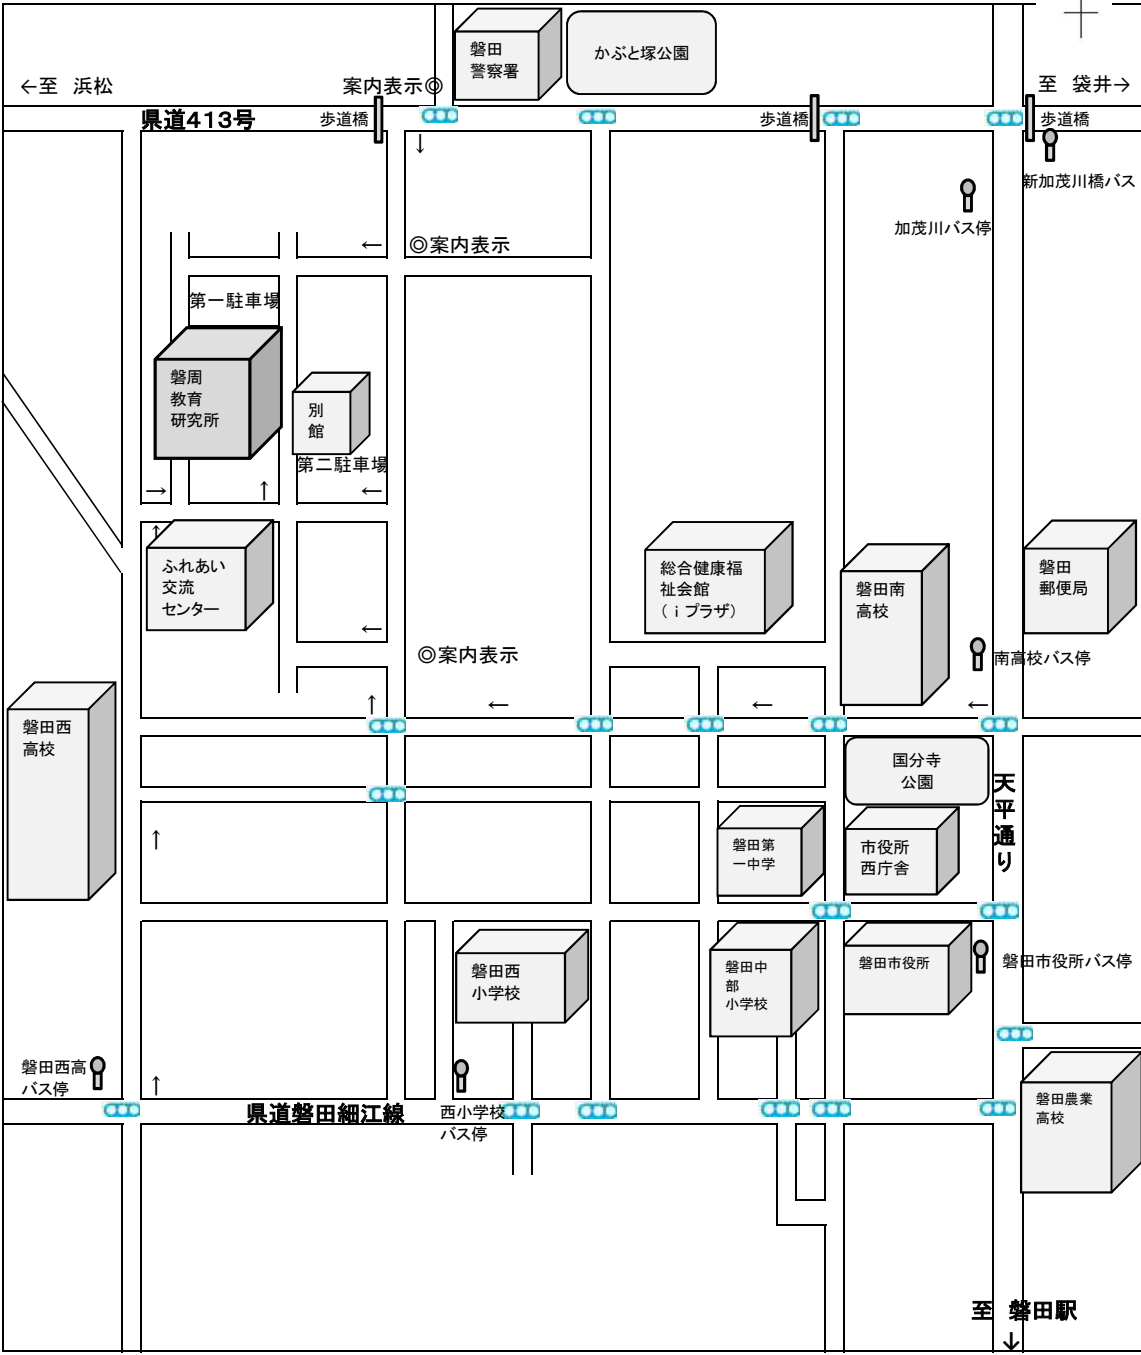 磐田
警察署
かぶと塚公園
←至 浜松
案内表示◎
至 袋井→
県道413号
歩道橋
歩道橋
歩道橋
↓
新加茂川橋バス
加茂川バス停
←
◎案内表示
第一駐車場
磐周
教育
研究所
別
館
第二駐車場
→
↑
←
↑
ふれあい
交流
センター
総合健康福
祉会館
(iプラザ)
磐田南
高校
磐田
郵便局
←
◎案内表示
南高校バス停
↑
←
←
←
磐田西
高校
国分寺
公園
天平通り
↑
磐田第
一中学
市役所
西庁舎
磐田西
小学校
磐田中
部
小学校
磐田市役所
磐田市役所バス停
磐田西高
バス停
↑
県道磐田細江線
西小学校
バス停
磐田農業
高校
至 磐田駅
↓